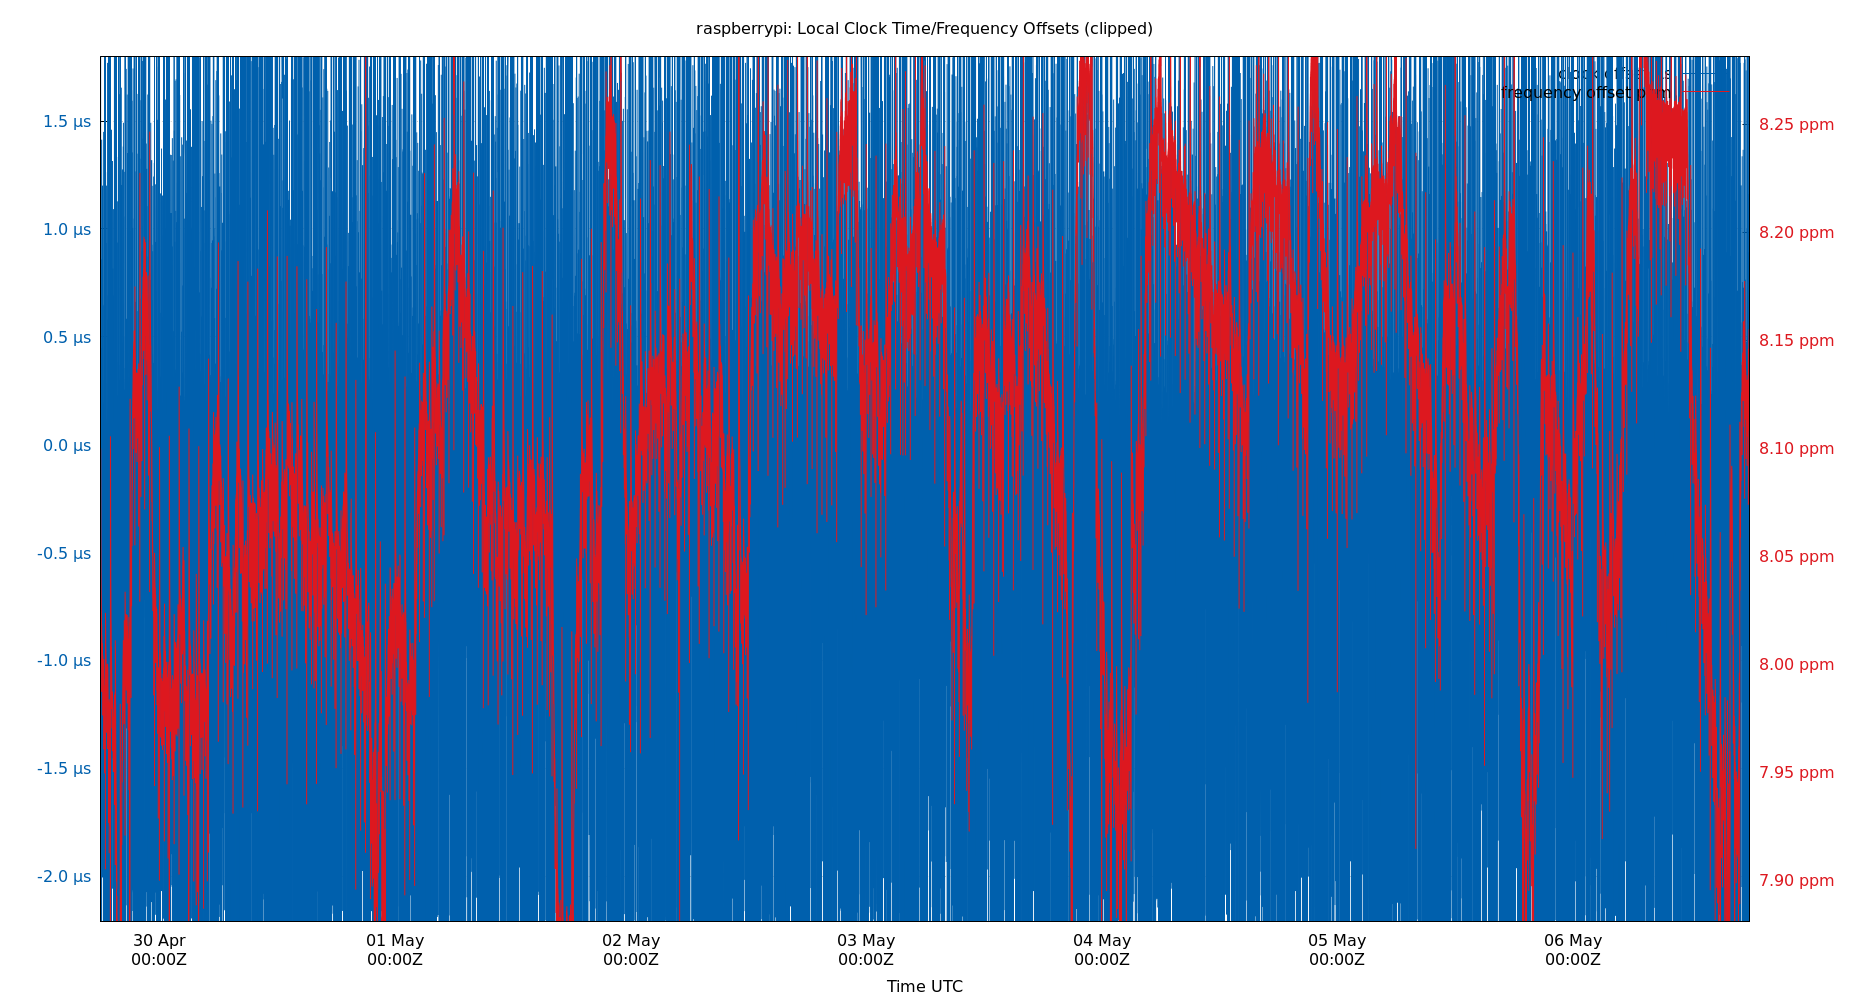 raspberrypi: Local Clock Time/Frequency Offsets (clipped)
frequency offset ppm
1.5 µs
1.0 µs
0.5 µs
0.0 µs
-0.5 µs
-1.0 µs
-1.5 µs
-2.0 µs
8.25 ppm
8.20 ppm
8.15 ppm
8.10 ppm
8.05 ppm
8.00 ppm
7.95 ppm
7.90 ppm
30 Apr
00:00Z
01 May
00:00Z
02 May
00:00Z
03 May
00:00Z
04 May
00:00Z
05 May
00:00Z
06 May
00:00Z
Time UTC